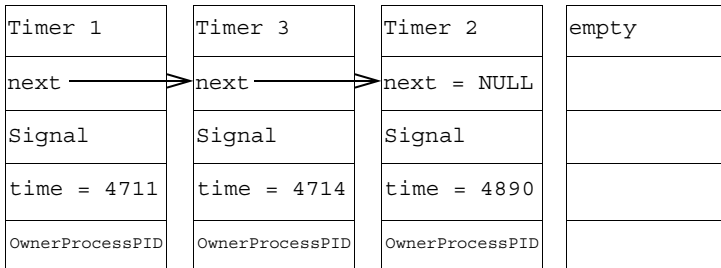 Timer 1
next
Signal
time = 4711
OwnerProcessPID
Timer 3
next
Signal
time = 4714
OwnerProcessPID
Timer 2
next = NULL
Signal
time = 4890
OwnerProcessPID
empty